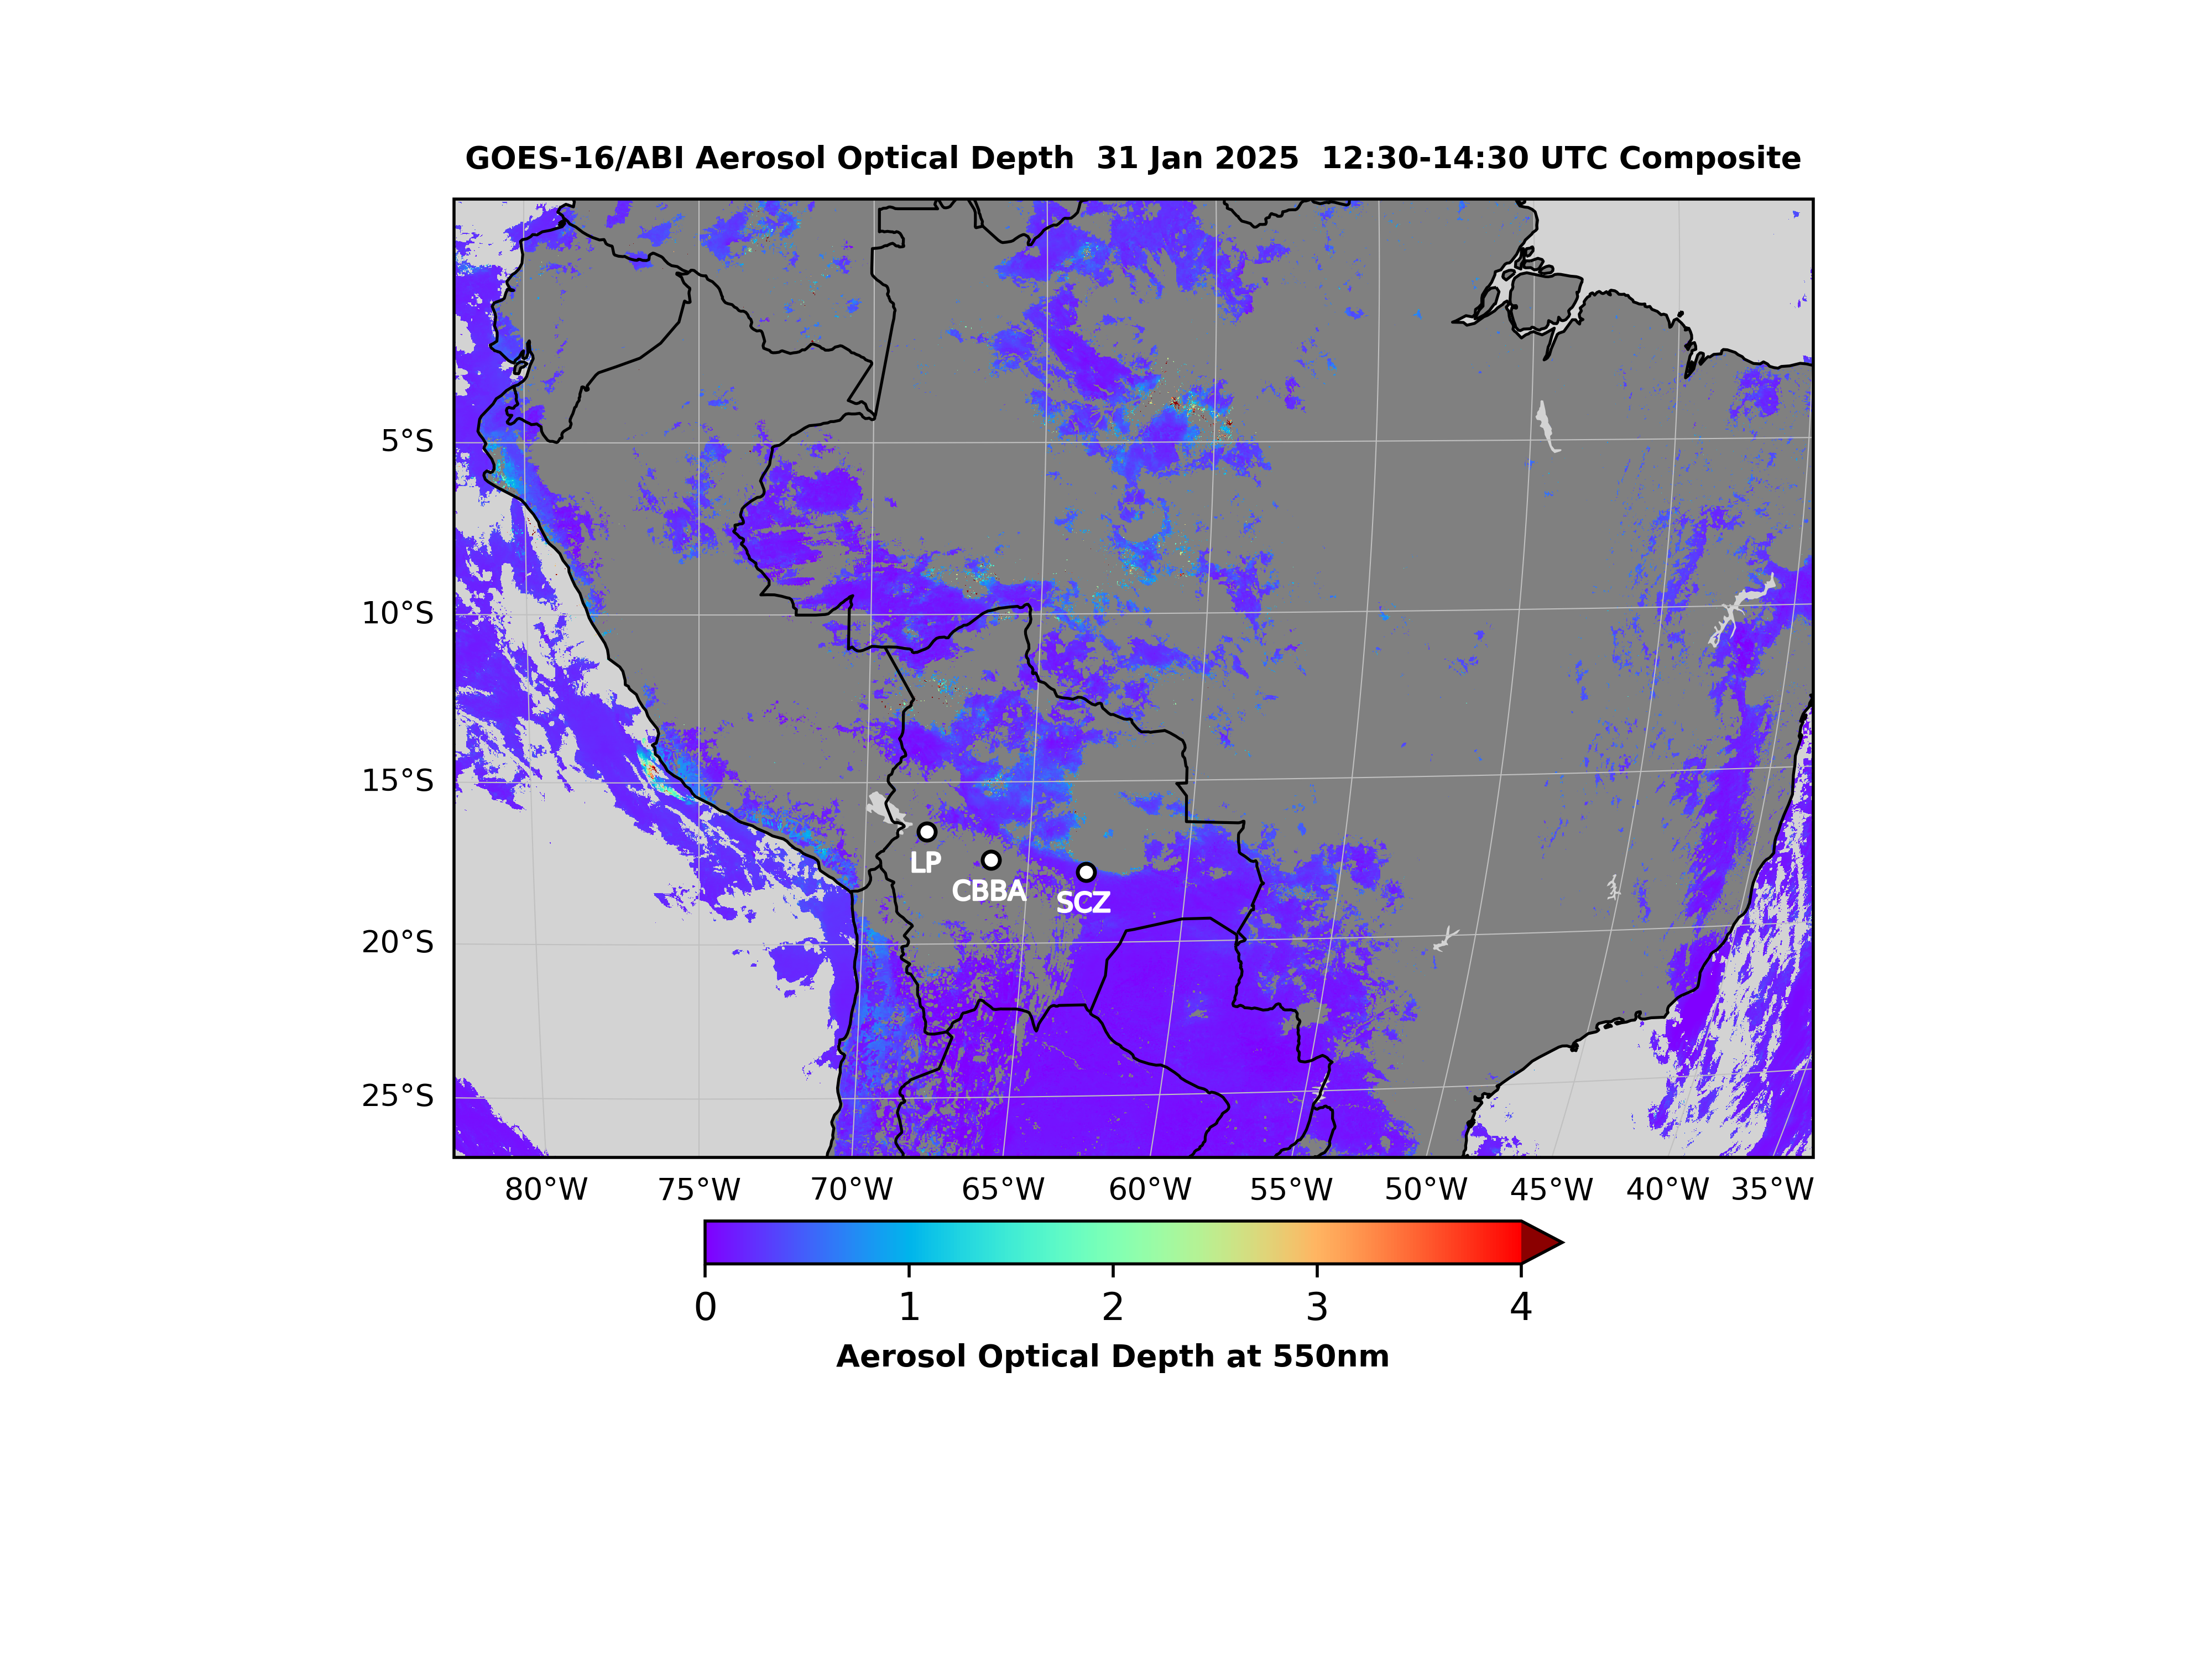 GOES-16/ABI Aerosol Optical Depth  31 Jan 2025  12:30-14:30 UTC Composite
5°S
10°S
15°S
LP
CBBA
SCZ
20°S
25°S
80°W 75°W 70°W 65°W 60°W 55°W 50°W 45°W 40°W 35°W
0 1 2 3 4
Aerosol Optical Depth at 550nm